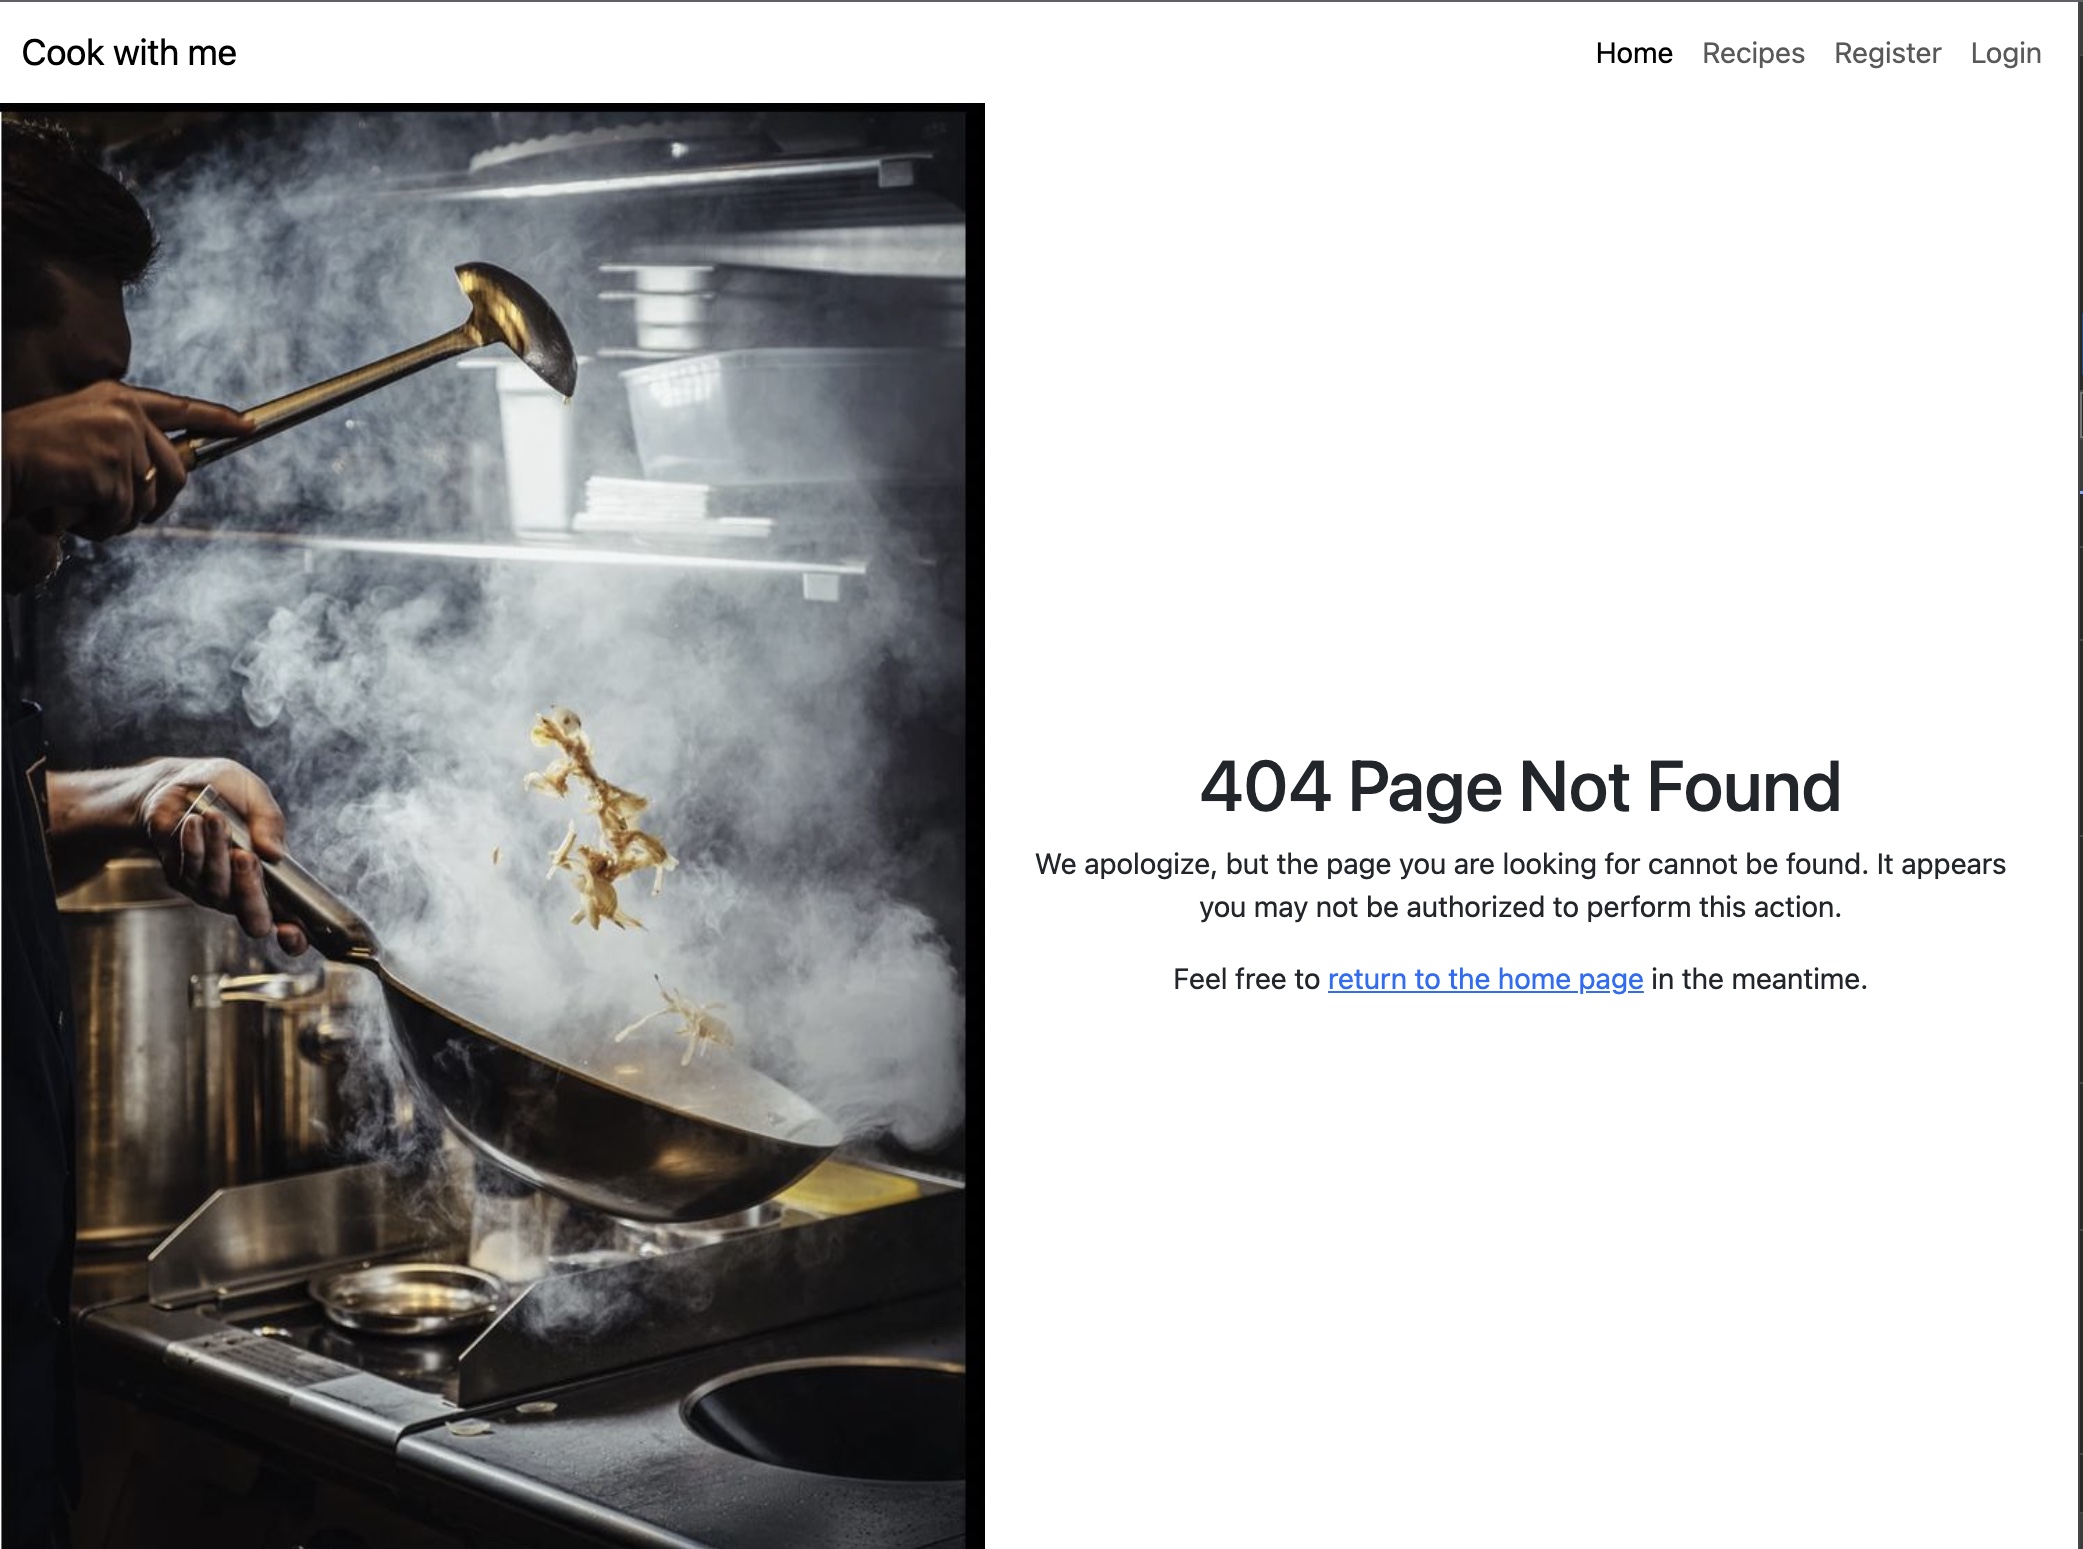 Cook with me
Home Recipes Register Login
404 Page Not Found
We apologize, but the page you are looking for cannot be found. It appears
you may not be authorized to perform this action.
Feel free to return to the home page in the meantime.